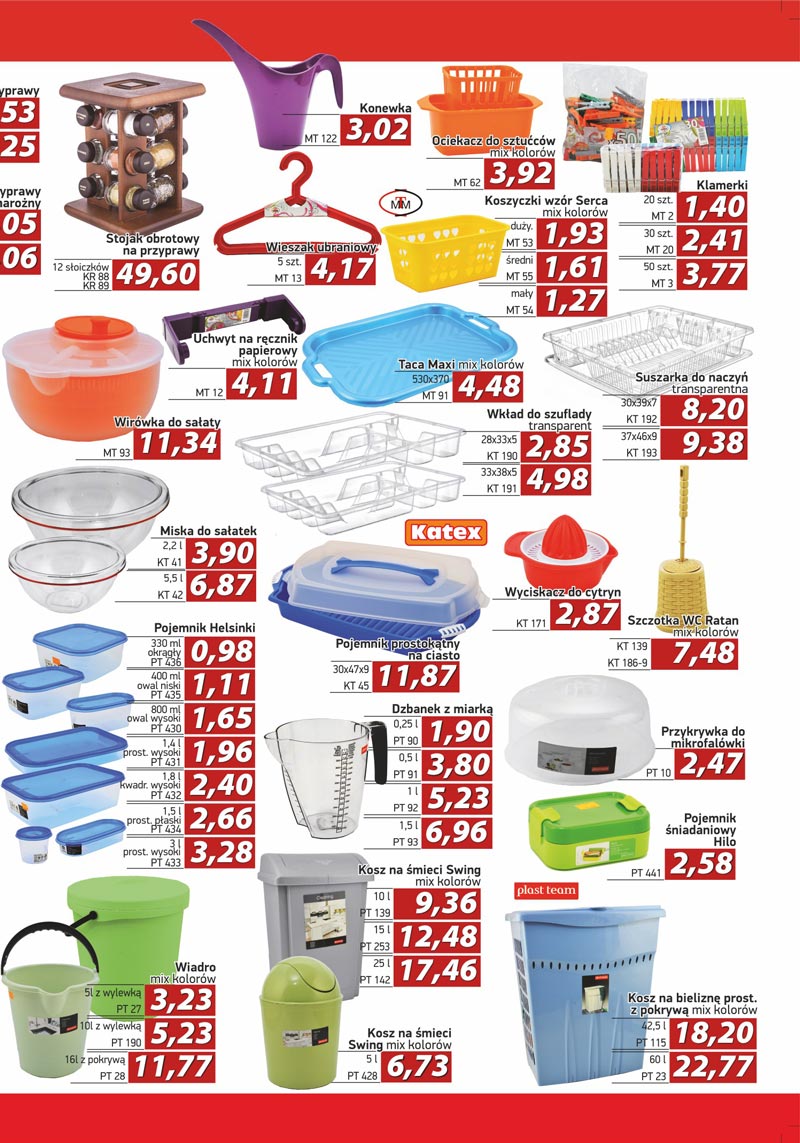 yprawy
53
25
yprawy
narożny
05
06
Stojak obrotowy
na przyprawy
12 słoiczków
KR 88
KR 89
49,60
Konewka
MT 122
3,02
Wieszak ubraniowy
5 szt.
MT 13
4,17
MTM
Ociekacz do sztućców
mix kolorów
MT 62
3,92
Koszyczki wzór Serca
mix kolorów
duży.
MT 53
1,93
średni
MT 55
1,61
mały
MT 54
1,27
x50
30
Klamerki
20 szt.
MT 2
1,40
30 szt.
MT 20
2,41
50 szt.
MT 3
3,77
Uchwyt na ręcznik
papierowy
mix kolorów
MT 12
4,11
Wirówka do sałaty
MT 93
11,34
Taca Maxi mix kolorów
530x370
MT 91
4,48
Suszarka do naczyń
transparentna
30x39x7
KT 192
8,20
37x46x9
KT 193
9,38
Wkład do szuflady
transparent
28x33x5
KT 190
2,85
33x38x5
KT 191
4,98
Miska do sałatek
2,2 l
KT 41
3,90
5,5 l
KT 42
6,87
Katex
Pojemnik prostokątny
na ciasto
30x47x9
KT 45
11,87
Wyciskacz do cytryn
KT 171
2,87
Szczotka WC Ratan
mix kolorów
KT 139
KT 186-9
7,48
Pojemnik Helsinki
330 ml
okrągły
PT 436
0,98
400 ml
owal niski
PT 435
1,11
800 ml
owal wysoki
PT 430
1,65
1,4 l
prost. wysoki
PT 431
1,96
1,8 l
kwadr. wysoki
PT 432
2,40
1,5 l
prost. płaski
PT 434
2,66
3 l
prost. wysoki
PT 433
3,28
Dzbanek z miarką
0,25 l
PT 90
1,90
0,5 l
PT 91
3,80
1 l
PT 92
5,23
1,5 l
PT 93
6,96
Przykrywka do
mikrofalówki
PT 10
2,47
Pojemnik
śniadaniowy
Hilo
PT 441
2,58
plast team
Kosz na śmieci Swing
mix kolorów
10 l
PT 139
9,36
15 l
PT 253
12,48
25 l
PT 142
17,46
Wiadro
mix kolorów
5l z wylewką
PT 27
3,23
10l z wylewką
PT 190
5,23
16l z pokrywą
PT 28
11,77
Kosz na śmieci
Swing mix kolorów
5 l
PT 428
6,73
Kosz na bieliznę prost.
z pokrywą mix kolorów
42,5 l
PT 115
18,20
60 l
PT 23
22,77